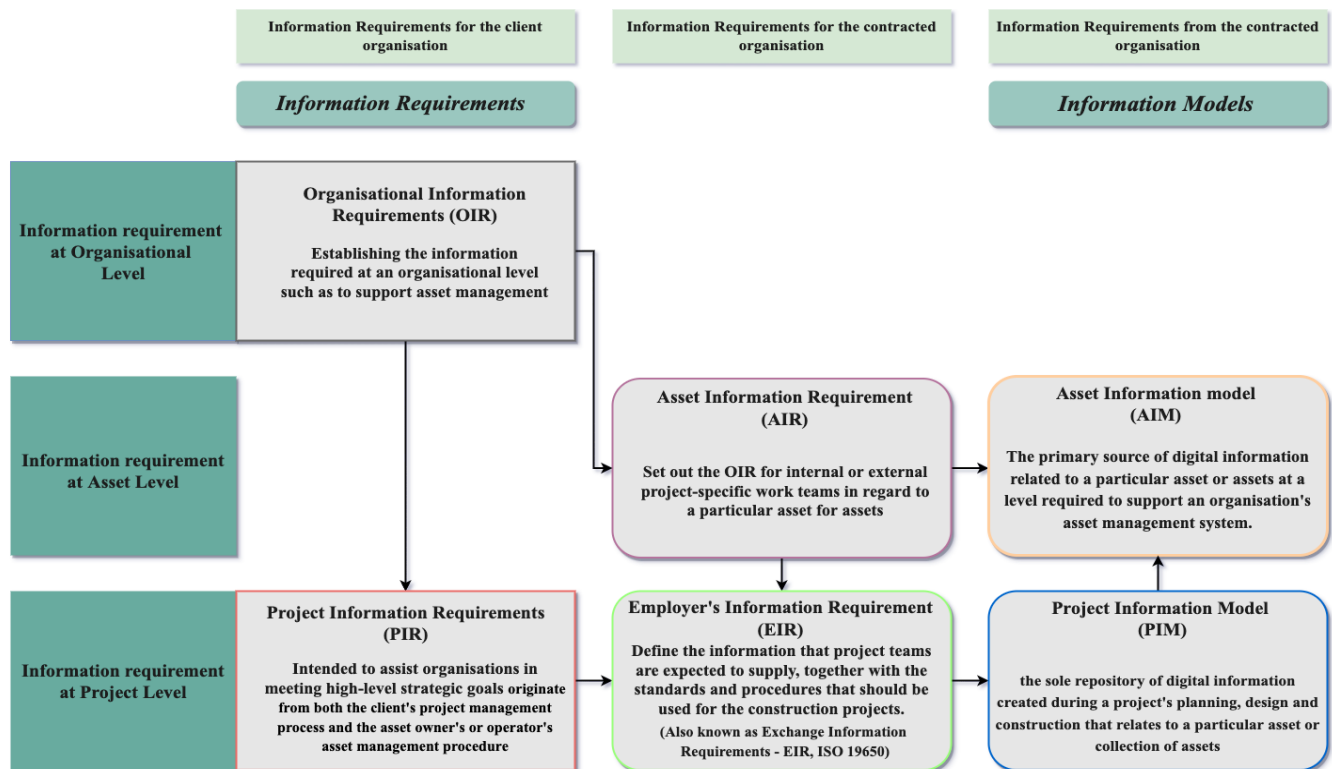 Information Requirements for the client
organisation
Information Requirements for the contracted
organisation
Information Requirements from the contracted
organisation
Information Requirements
Information Models
Information requirement
at Organisational
Level
Organisational Information
Requirements (OIR)
Establishing the information
required at an organisational level
such as to support asset management
Information requirement
at Asset Level
Asset Information Requirement
(AIR)
Set out the OIR for internal or external
project-specific work teams in regard to
a particular asset for assets
Asset Information model
(AIM)
The primary source of digital information
related to a particular asset or assets at a
level required to support an organisation's
asset management system.
Information requirement
at Project Level
Project Information Requirements
(PIR)
Intended to assist organisations in
meeting high-level strategic goals originate
from both the client's project management
process and the asset owner's or operator's
asset management procedure
Employer's Information Requirement
(EIR)
Define the information that project teams
are expected to supply, together with the
standards and procedures that should be
used for the construction projects.
(Also known as Exchange Information
Requirements - EIR, ISO 19650)
Project Information Model
(PIM)
the sole repository of digital information
created during a project's planning, design and
construction that relates to a particular asset or
collection of assets